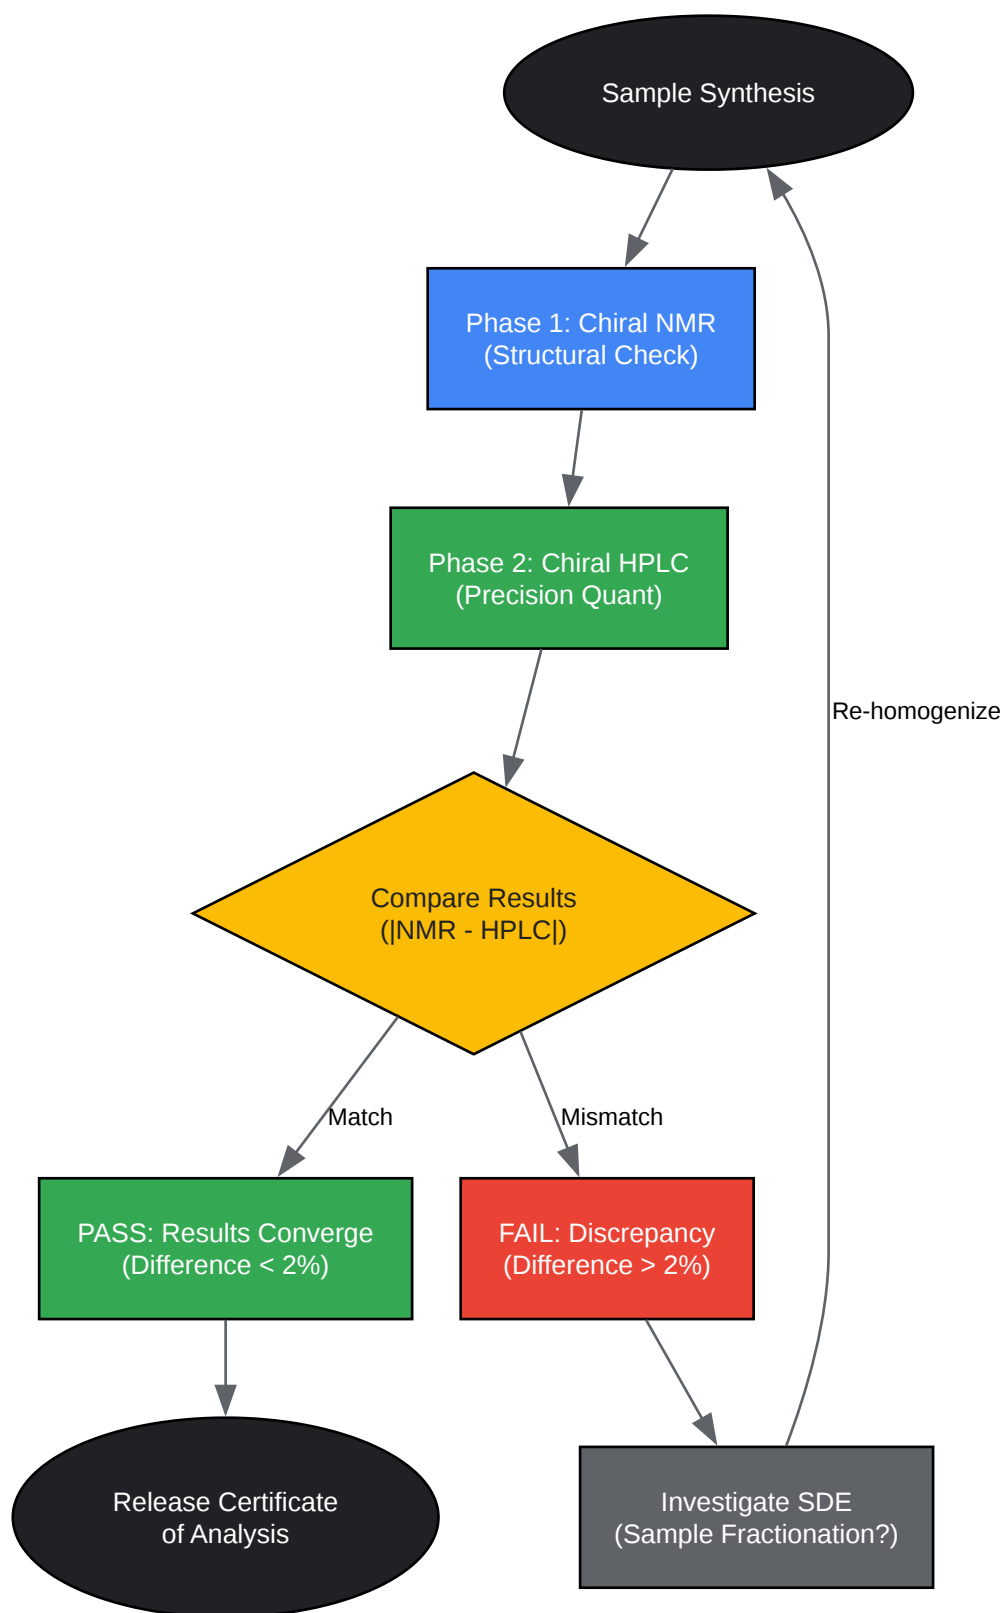 Sample Synthesis
Phase 1: Chiral NMR
(Structural Check)
Phase 2: Chiral HPLC
(Precision Quant)
Re-homogenize
Compare Results
(|NMR - HPLC|)
Match
Mismatch
PASS: Results Converge
(Difference < 2%)
FAIL: Discrepancy
(Difference > 2%)
Release Certificate
of Analysis
Investigate SDE
(Sample Fractionation?)